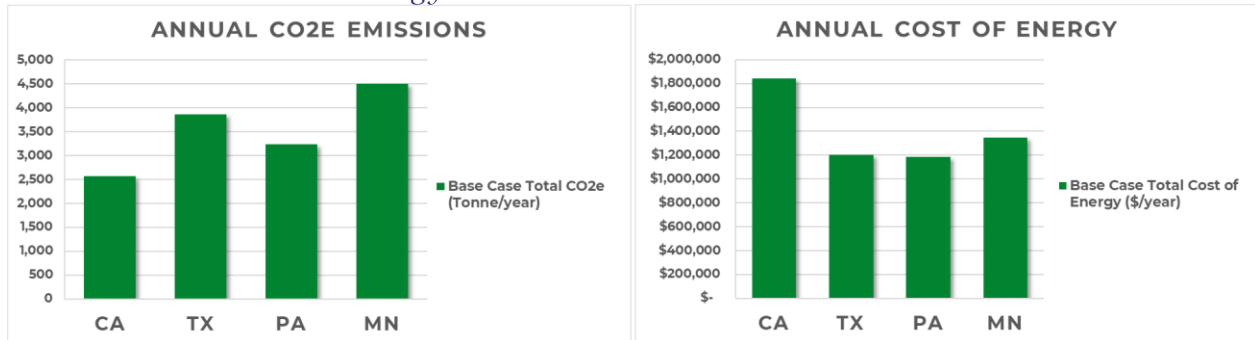 ANNUAL CO2E EMISSIONS
5,000
4,500
4,000
3,500
3,000
2,500
2,000
1,500
1,000
500
0
CA TX PA MN
■ Base Case Total CO2e
(Tonne/year)
ANNUAL COST OF ENERGY
$2,000,000
$1,800,000
$1,600,000
$1,400,000
$1,200,000
$1,000,000
$800,000
$600,000
$400,000
$200,000
$-
CA TX PA MN
■ Base Case Total Cost of
Energy ($/year)